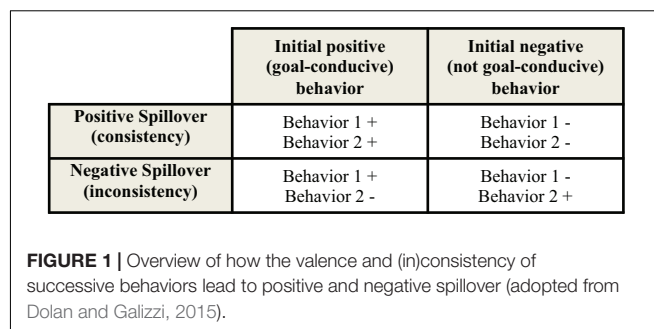 Initial positive
(goal-conducive)
behavior
Initial negative
(not goal-conducive)
behavior
Positive Spillover
(consistency)
Behavior 1 +
Behavior 2 +
Behavior 1 -
Behavior 2 -
Negative Spillover
(inconsistency)
Behavior 1 +
Behavior 2 -
Behavior 1 -
Behavior 2 +
FIGURE 1 | Overview of how the valence and (in)consistency of
successive behaviors lead to positive and negative spillover (adopted from
Dolan and Galizzi, 2015).